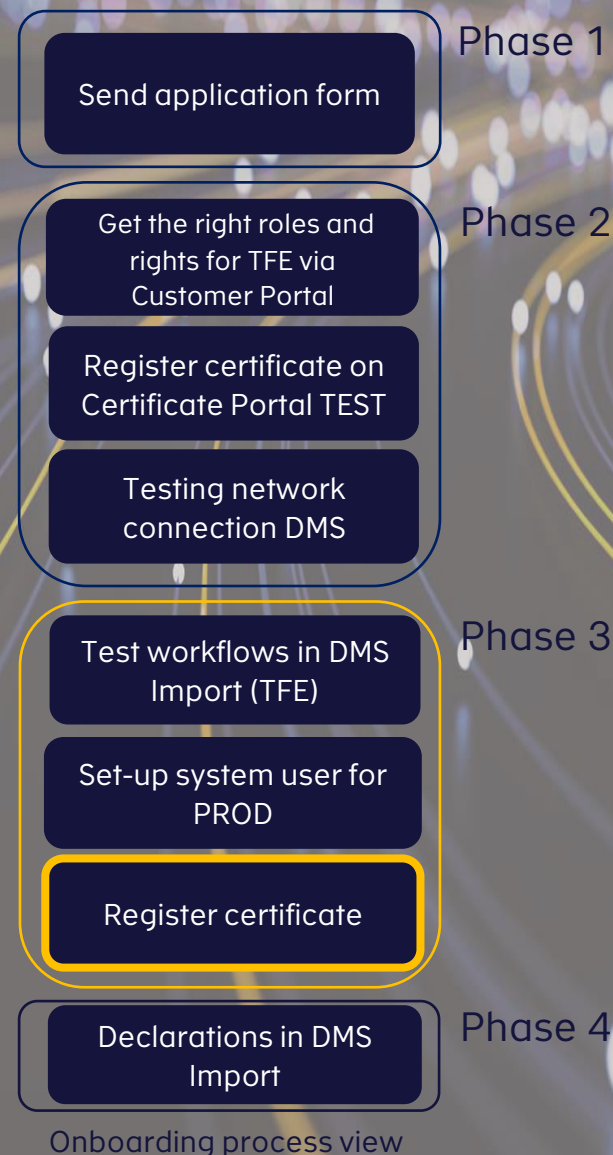 Phase 1
Send application form
Phase 2
Get the right roles and
rights for TFE via
Customer Portal
Register certificate on
Certificate Portal TEST
Testing network
connection DMS
Phase 3
Test workflows in DMS
Import (TFE)
Set-up system user for
PROD
Register certificate
Phase 4
Declarations in DMS
Import
Onboarding process view